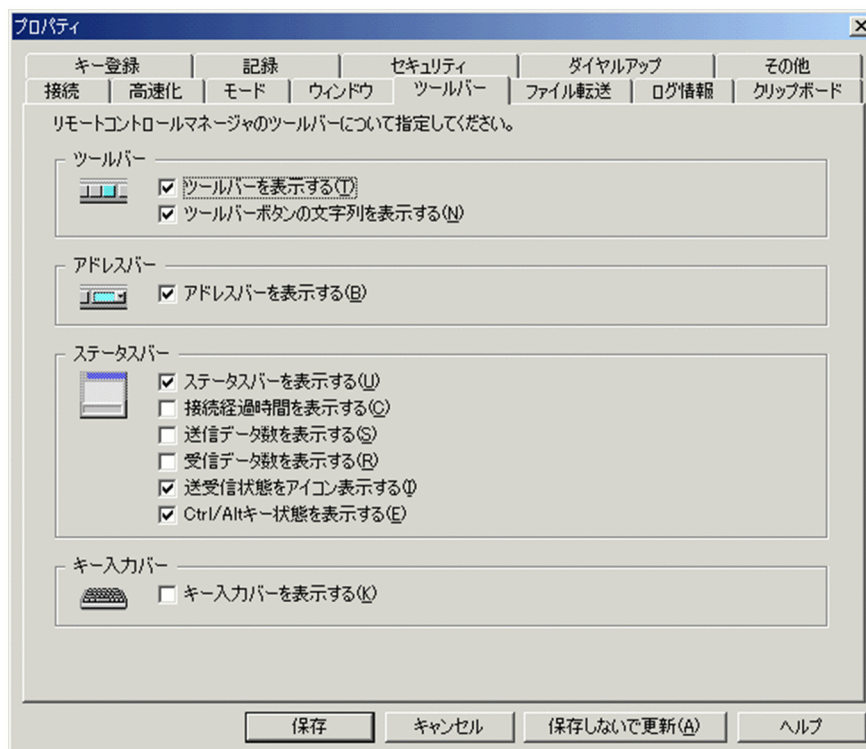 プロパティ
キー登録 記録 セキュリティ ダイヤルアップ その他
接続 高速化 モード ウィンドウ ツールバー ファイル転送 ログ情報 クリップボード
リモートコントロールマネージャのツールバーについて指定してください。
ツールバー
ツールバーを表示する(T)
ツールバーボタンの文字列を表示する(N)
アドレスバー
アドレスバーを表示する(B)
ステータスバー
ステータスバーを表示する(U)
接続経過時間を表示する(C)
送信データ数を表示する(S)
受信データ数を表示する(R)
送受信状態をアイコン表示する(I)
Ctrl/Altキー状態を表示する(E)
キー入力バー
キー入力バーを表示する(K)
保存 キャンセル 保存しないで更新(A) ヘルプ